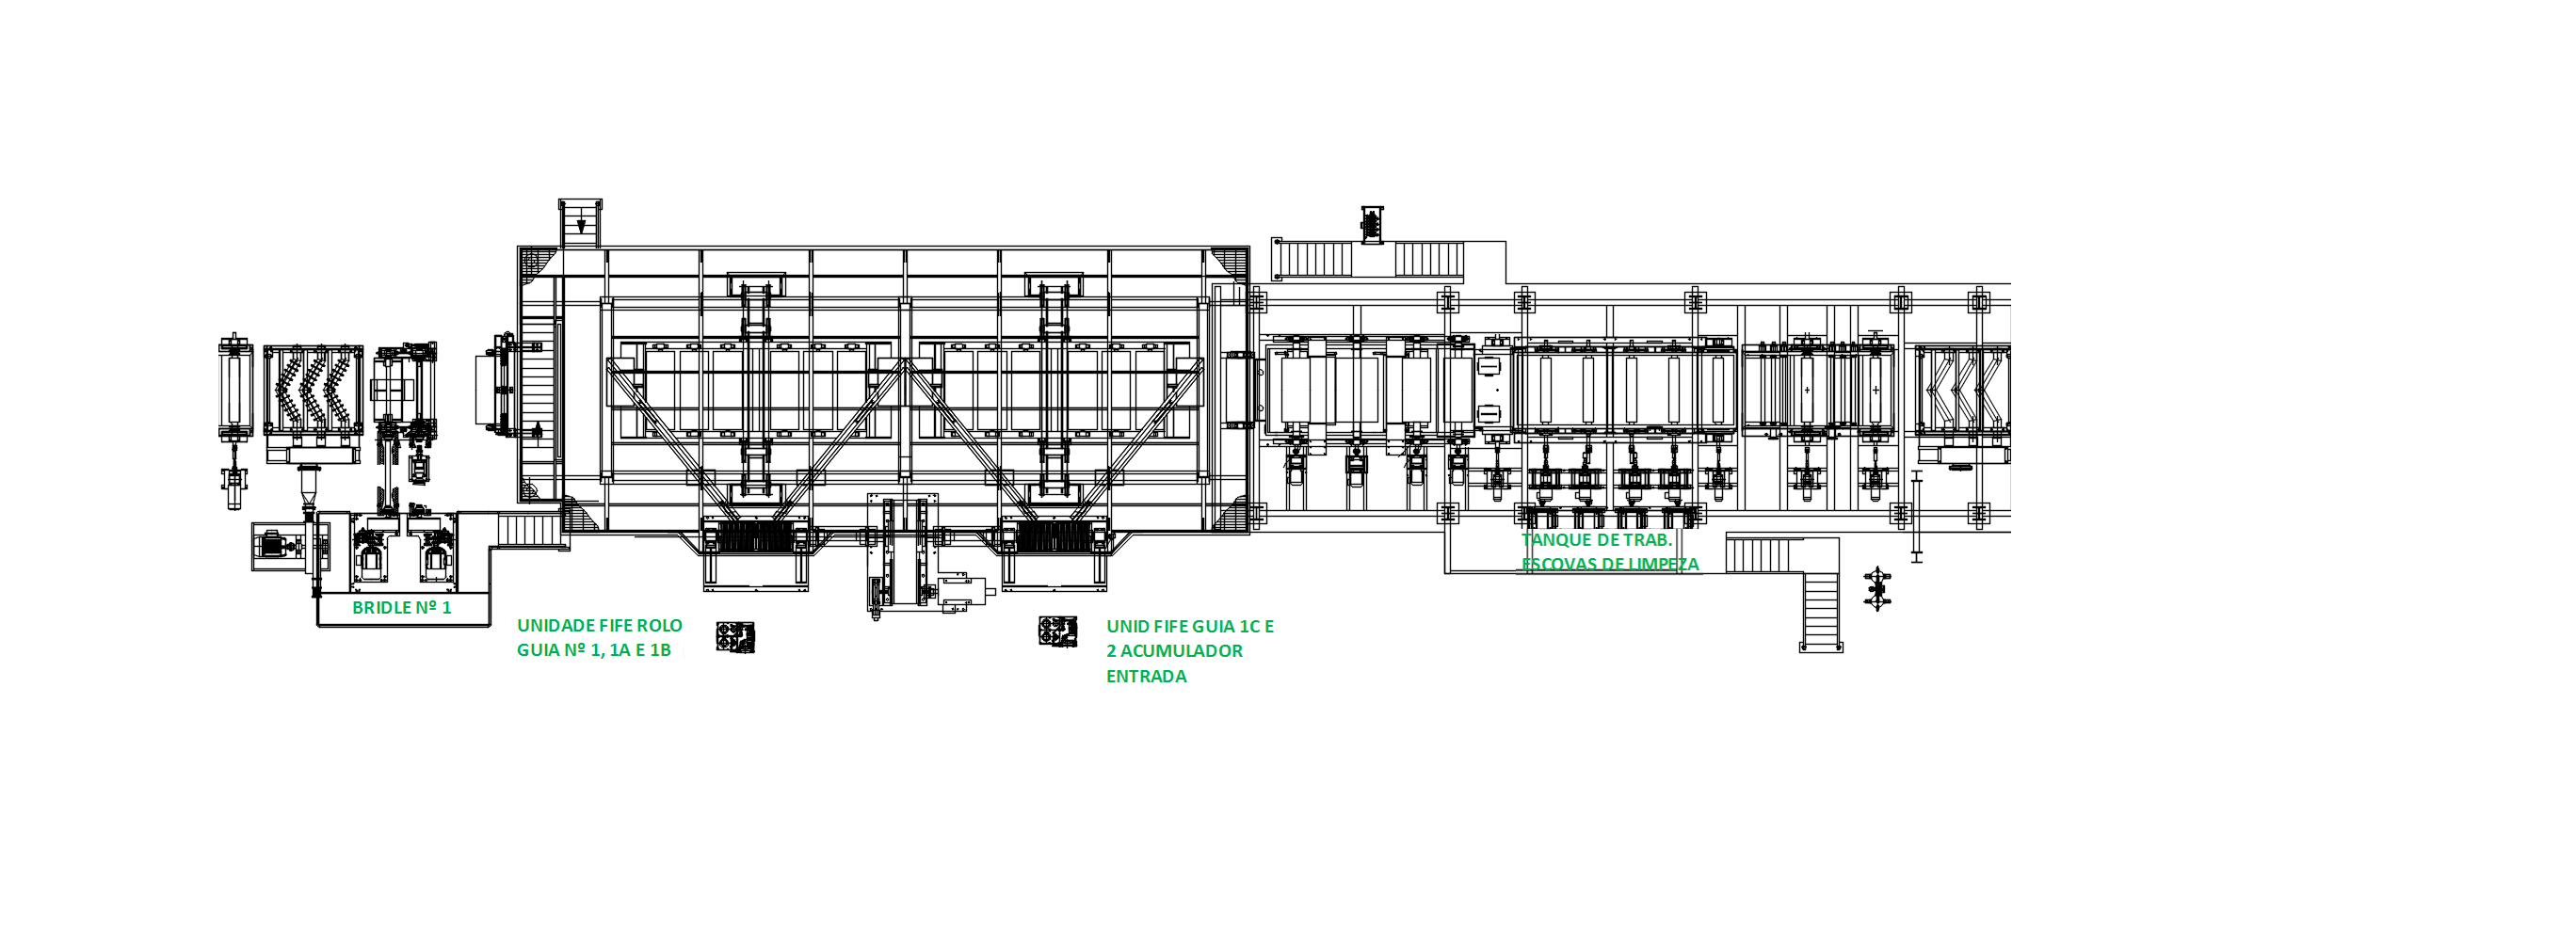 TANQUE DE TRAB.
ESCOVAS DE LIMPEZA
BRIDLE Nº 1
UNIDADE FIFE ROLO
GUIA Nº 1, 1A E 1B
UNID FIFE GUIA 1C E
2 ACUMULADOR
ENTRADA